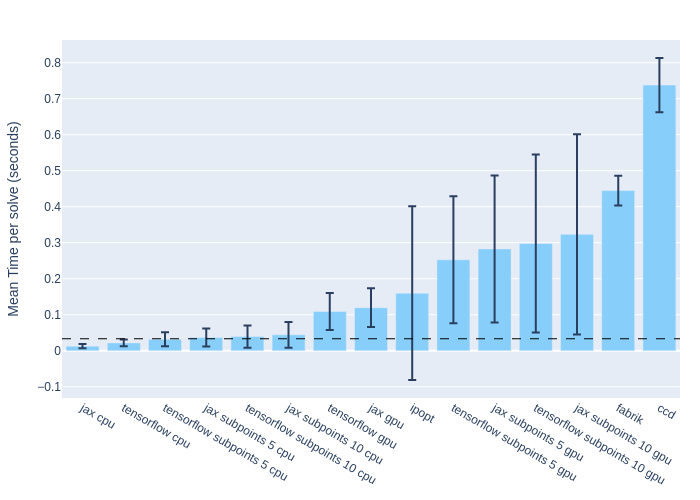 Mean Time per solve (seconds)
0.8
0.7
0.6
0.5
0.4
0.3
0.2
0.1
0
−0.1
jax cpu
tensorflow cpu
tensorflow subpoints 5 cpu
jax subpoints 5 cpu
tensorflow subpoints 10 cpu
jax subpoints 10 cpu
tensorflow gpu
jax gpu
ipopt
tensorflow subpoints 5 gpu
jax subpoints 5 gpu
tensorflow subpoints 10 gpu
jax subpoints 10 gpu
fabrik
ccd